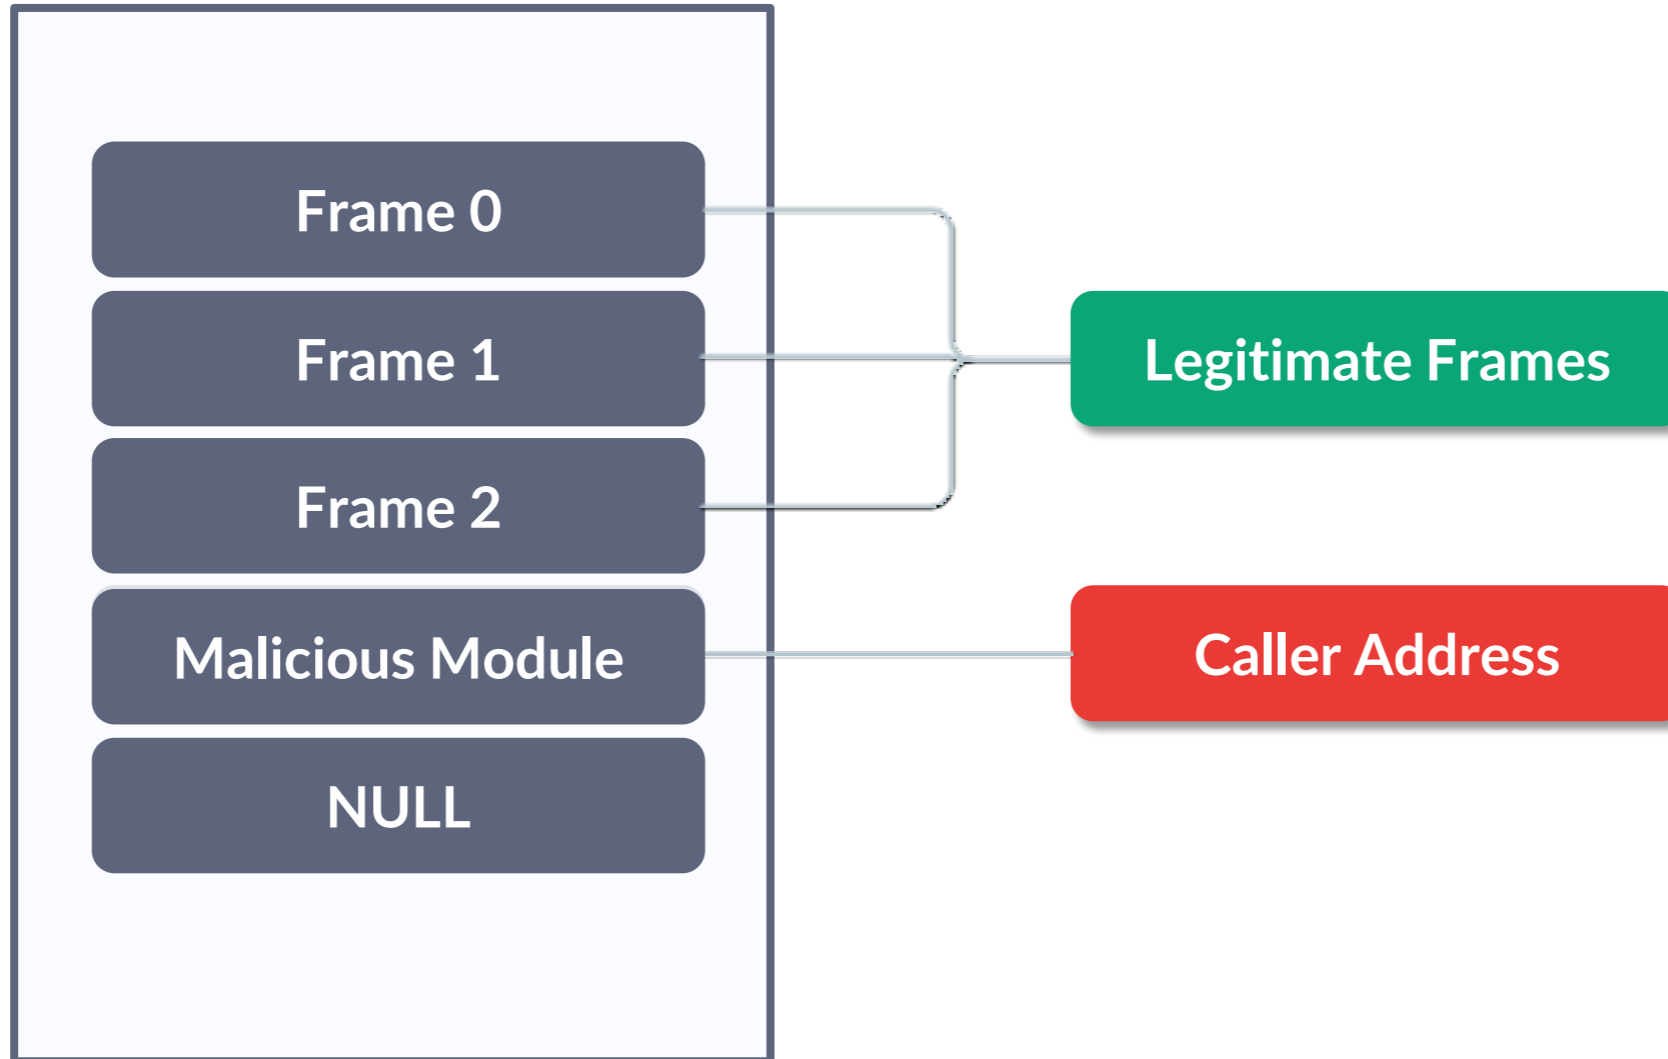 Frame 0
Frame 1
Legitimate Frames
Frame 2
Malicious Module
Caller Address
NULL